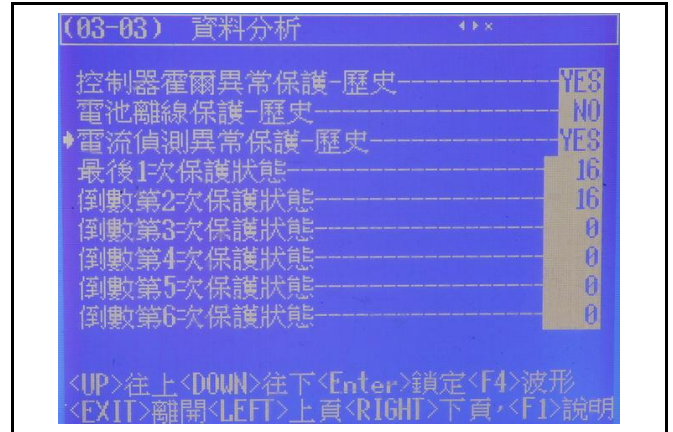 (03-03) 資料分析
控制器霍爾異常保護-歷史 YES
電池離線保護-歷史 NO
電流偵測異常保護-歷史 YES
最後1次保護狀態 16
倒數第2次保護狀態 16
倒數第3次保護狀態 0
倒數第4次保護狀態 0
倒數第5次保護狀態 0
倒數第6次保護狀態 0
<UP>往上<DOWN>往下<Enter>鎖定<F4>波形
<EXIT>離開<LEFT>上頁<RIGHT>下頁,<F1>說明